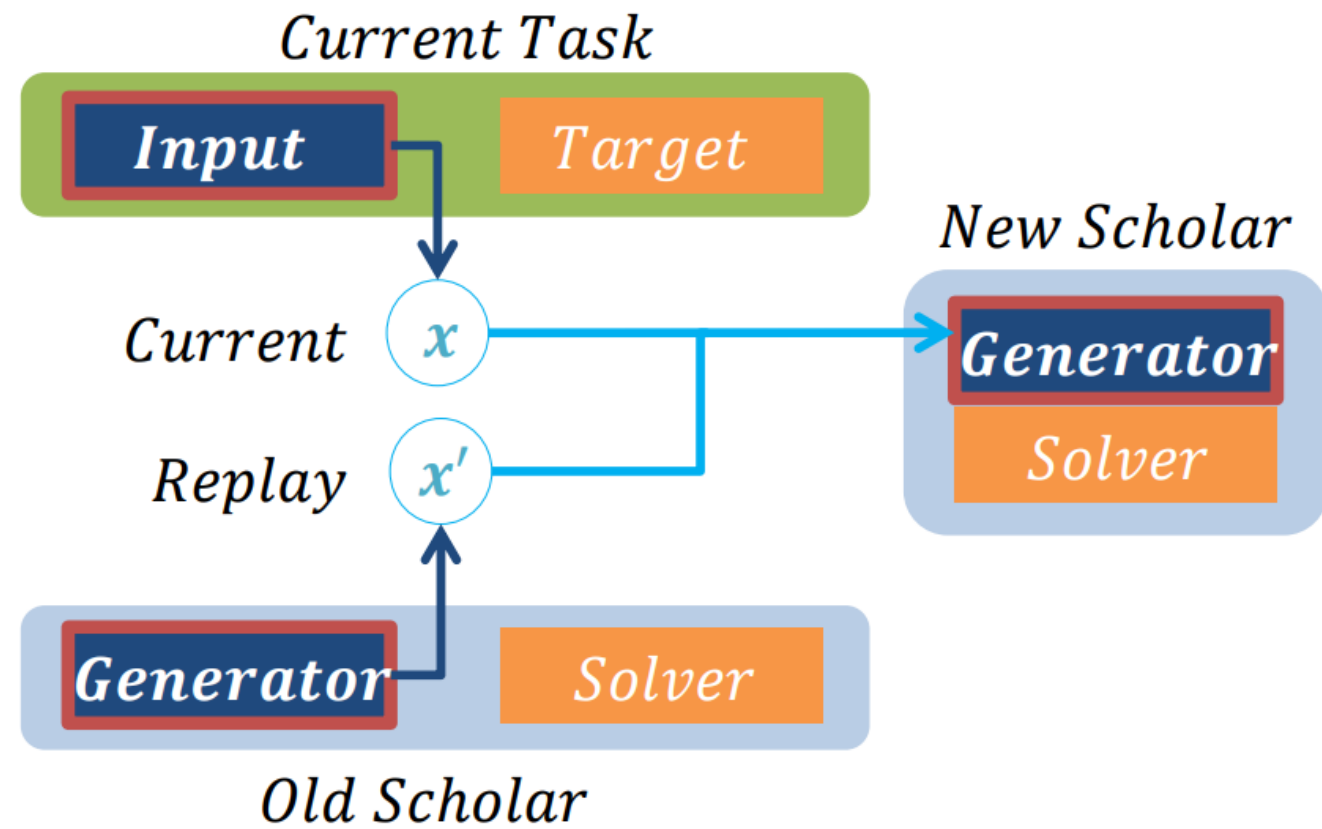 Current Task
Input
Target
New Scholar
Current
x
Generator
Replay
x′
Solver
Generator
Solver
Old Scholar